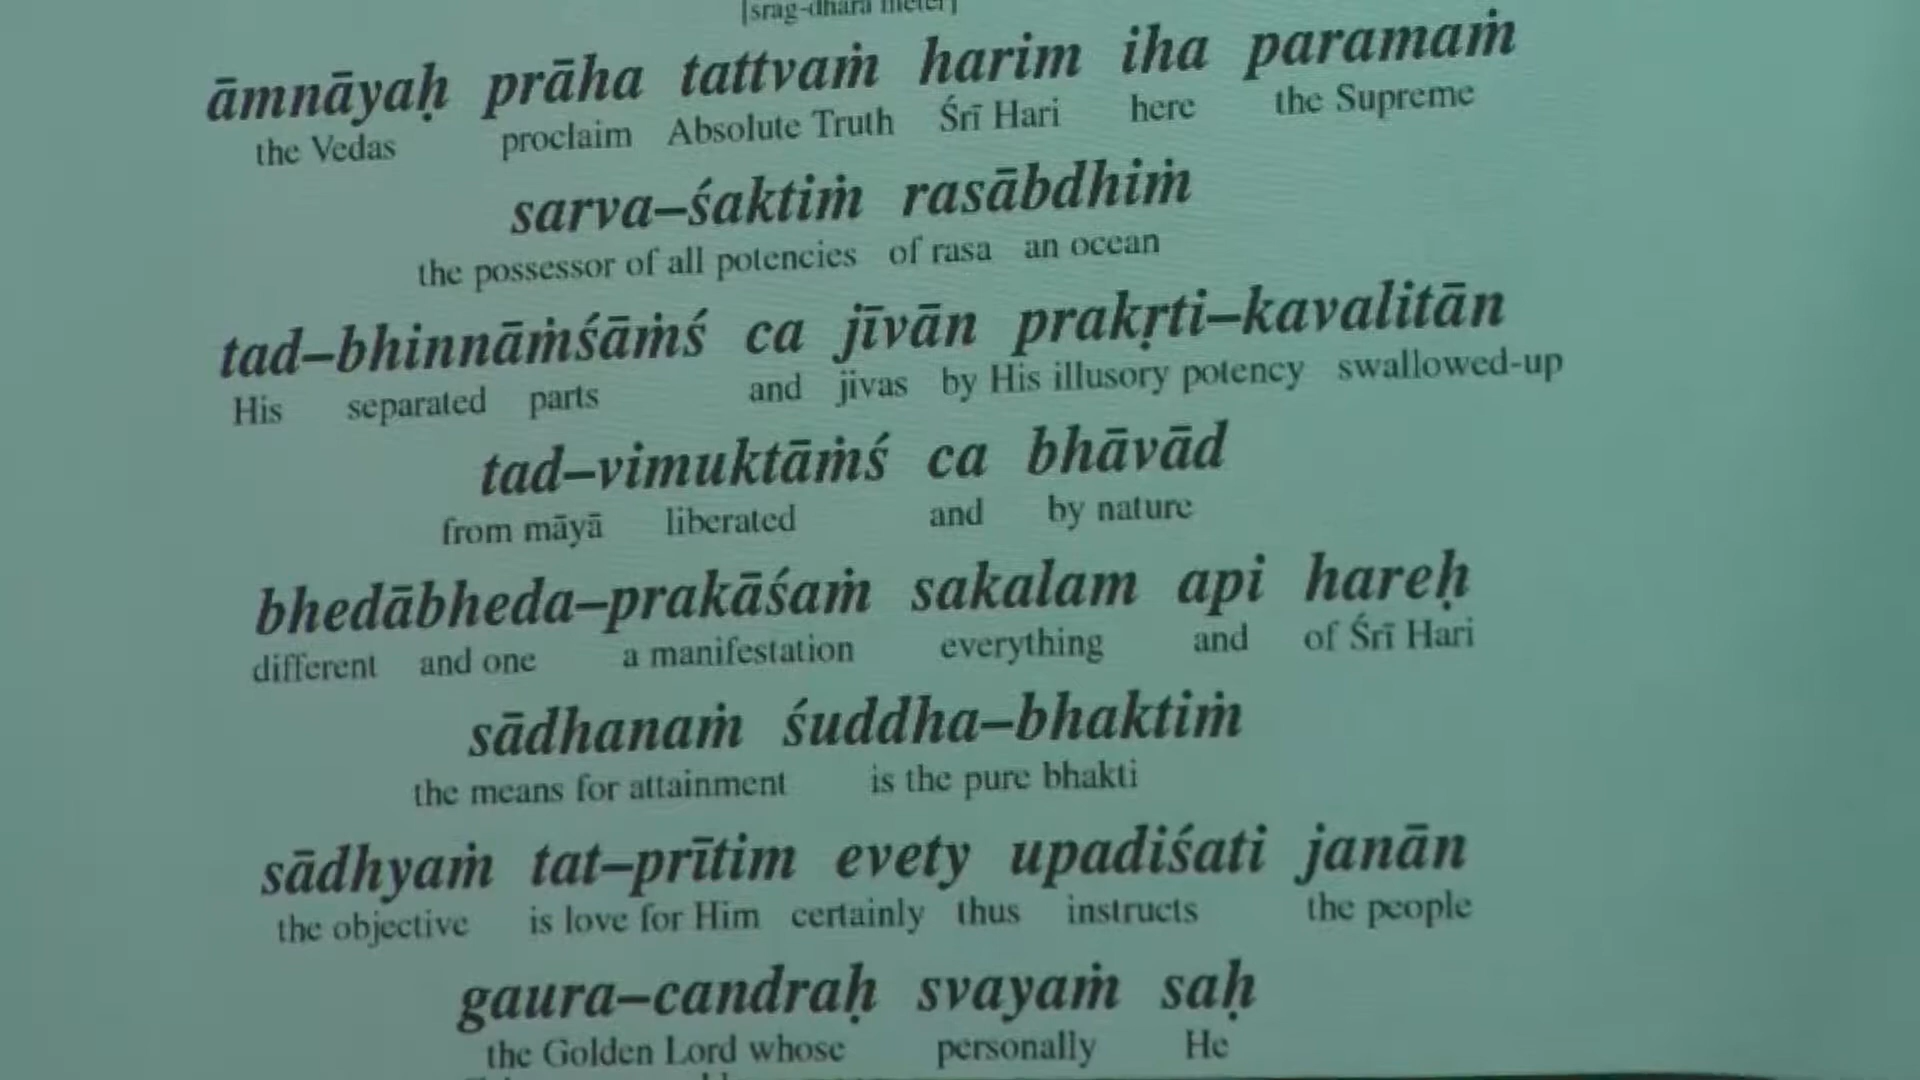 [srag-dhara meter]
āmnāyaḥ prāha tattvaṁ harim iha paramaṁ
the Vedas proclaim Absolute Truth Śrī Hari here the Supreme
sarva–śaktiṁ rasābdhiṁ
the possessor of all potencies of rasa an ocean
tad–bhinnāṁśāṁś ca jīvān prakṛti–kavalitān
His separated parts and jivas by His illusory potency swallowed-up
tad–vimuktāṁś ca bhāvād
from māyā liberated and by nature
bhedābheda–prakāśaṁ sakalam api hareḥ
different and one a manifestation everything and of Śrī Hari
sādhanaṁ śuddha–bhaktiṁ
the means for attainment is the pure bhakti
sādhyaṁ tat–prītim evety upadiśati janān
the objective is love for Him certainly thus instructs the people
gaura–candraḥ svayaṁ saḥ
the Golden Lord whose personally He